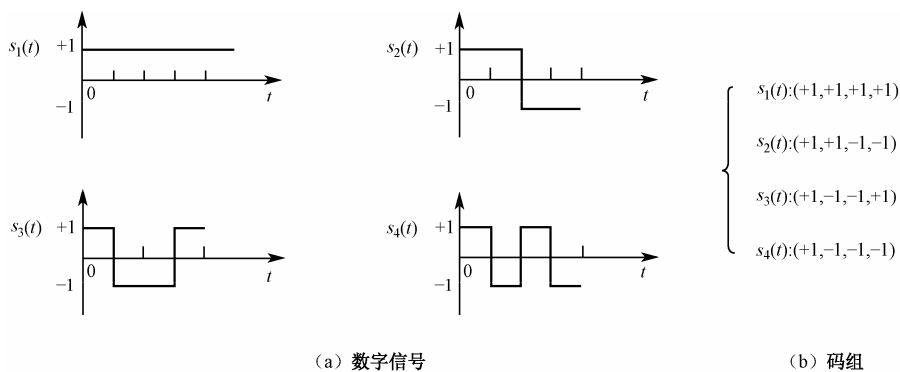 s1(t) +1 −1 0 t
s2(t) +1 −1 0 t
s1(t):(+1,+1,+1,+1)
s2(t):(+1,+1,−1,−1)
s3(t):(+1,−1,−1,+1)
s4(t):(+1,−1,−1,−1)
s3(t) +1 −1 0 t
s4(t) +1 −1 0 t
（a）数字信号
（b）码组